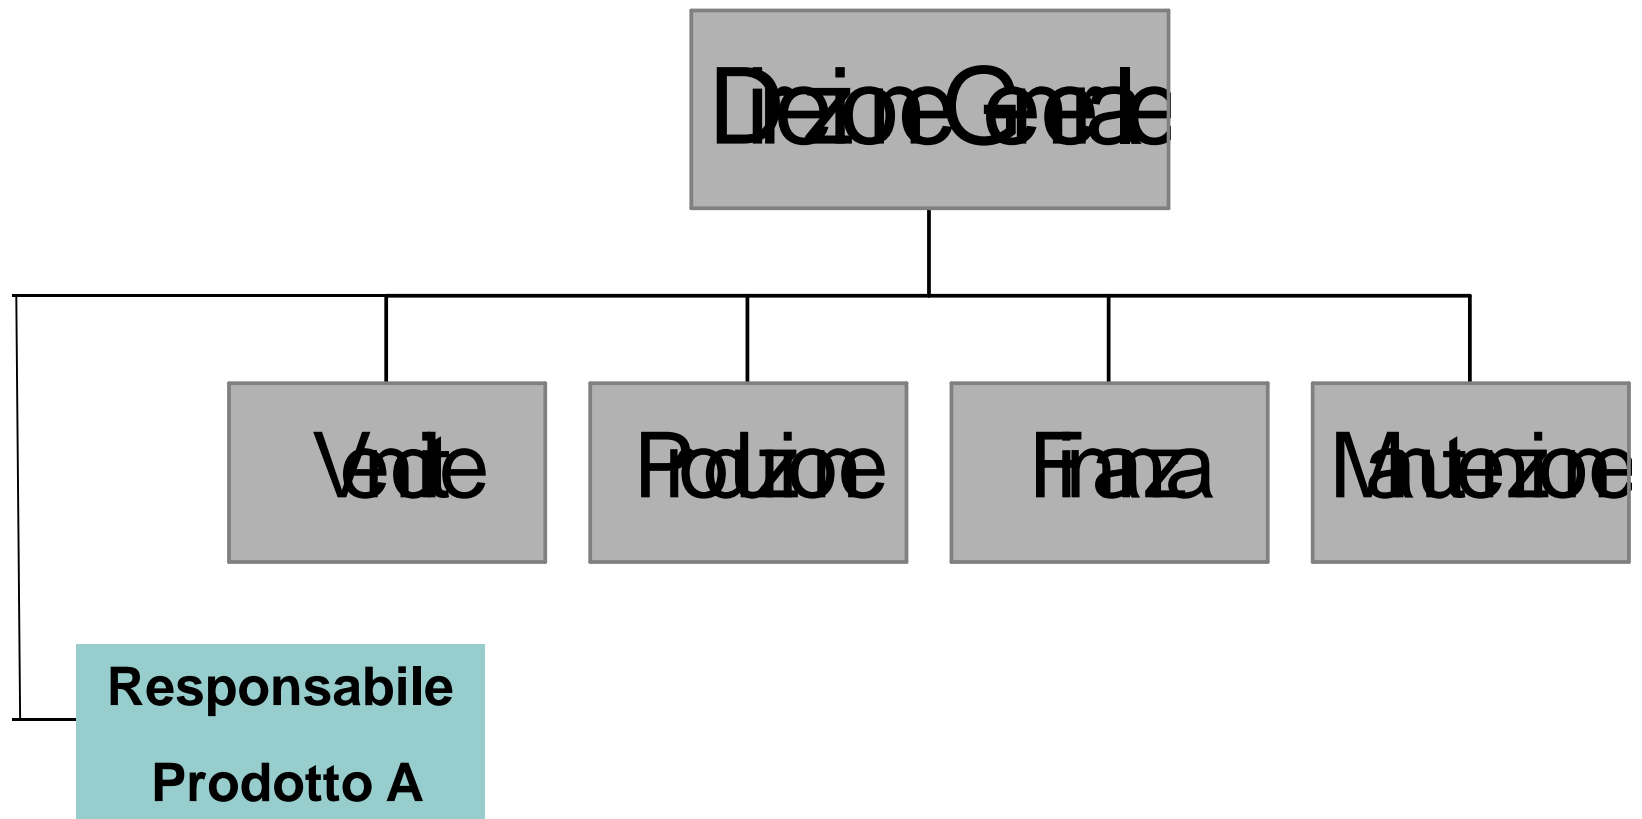 Direzione Generale
Vendite
Produzione
Finanza
Manutenzione
Responsabile
Prodotto A